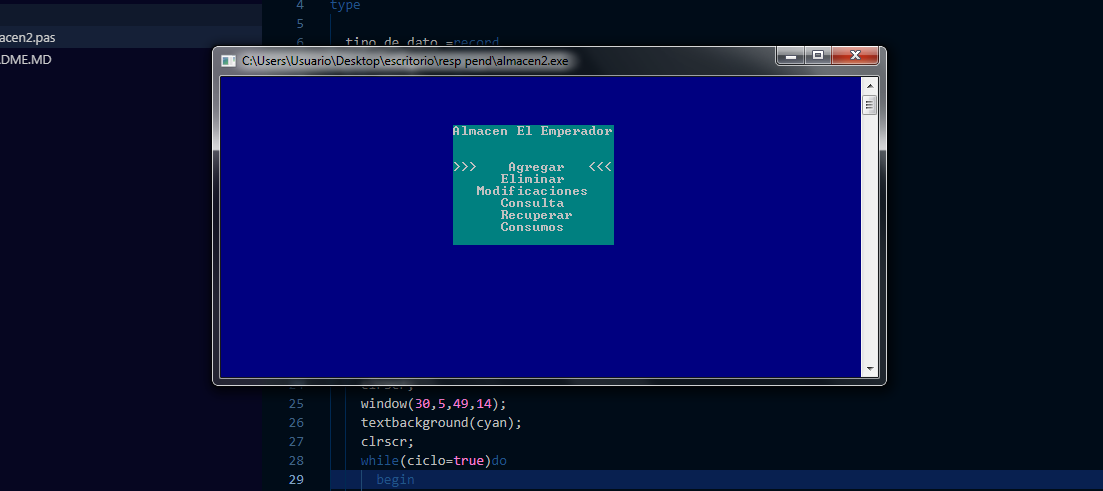 4 type
5
acen2.pas
6 tipo_de_dato =record
DME.MD
C:\Users\Usuario\Desktop\escritorio\resp pend\almacen2.exe
Almacen El Emperador
>>> Agregar <<<
Eliminar
Modificaciones
Consulta
Recuperar
Consumos
24 clrscr;
25 window(30,5,49,14);
26 textbackground(cyan);
27 clrscr;
28 while(ciclo=true)do
29 begin